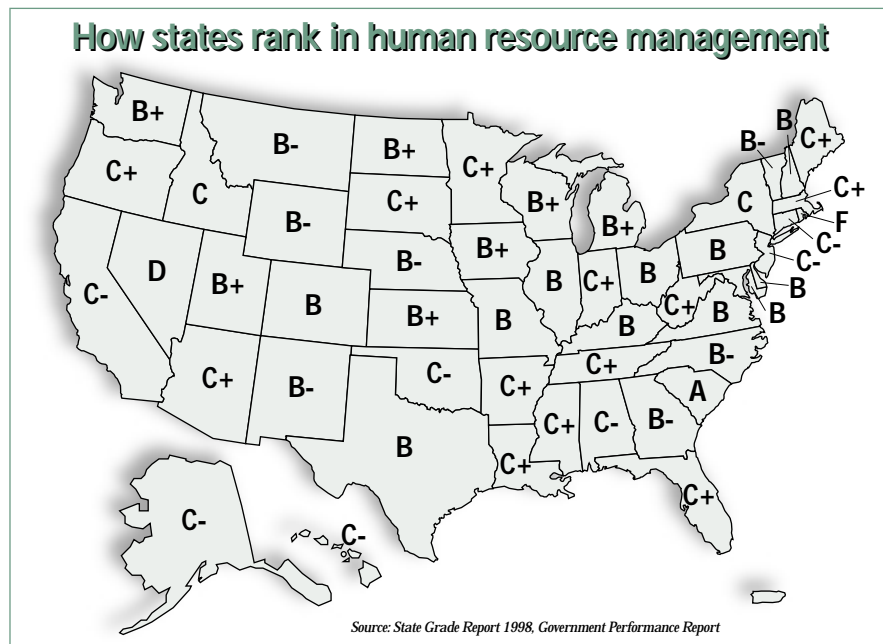 How states rank in human resource management
B+
B-
B+
C+
B-
B
C+
C+
C
B-
C+
B+
B+
C
C+
F
C-
C-
B
B
C-
D
B+
B
B-
B+
B+
B
B
C+
B
B
C+
B
B
B-
C+
B-
C-
C+
C+
A
B
C+
C+
C-
B-
C+
C-
C-
Source: State Grade Report 1998, Government Performance Report